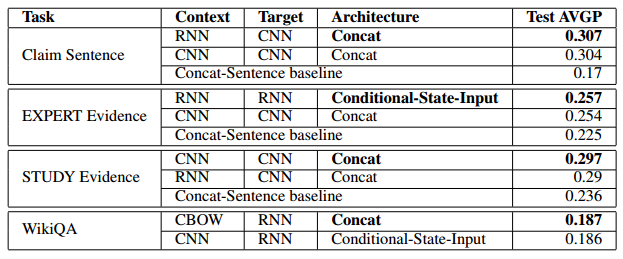 Task Context Target Architecture Test AVGP
RNN CNN Concat 0.307
Claim Sentence CNN CNN Concat 0.304
Concat-Sentence baseline 0.17
RNN RNN Conditional-State-Input 0.257
EXPERT Evidence CNN CNN Concat 0.254
Concat-Sentence baseline 0.225
CNN CNN Concat 0.297
STUDY Evidence RNN CNN Concat 0.29
Concat-Sentence baseline 0.236
WikiQA CBOW RNN Concat 0.187
CNN RNN Conditional-State-Input 0.186